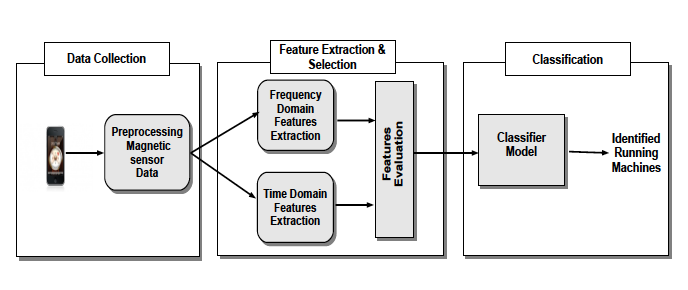 Data Collection
Preprocessing
Magnetic
sensor
Data
Feature Extraction &
Selection
Frequency
Domain
Features
Extraction
Time Domain
Features
Extraction
Features
Evaluation
Classification
Classifier
Model
Identified
Running
Machines